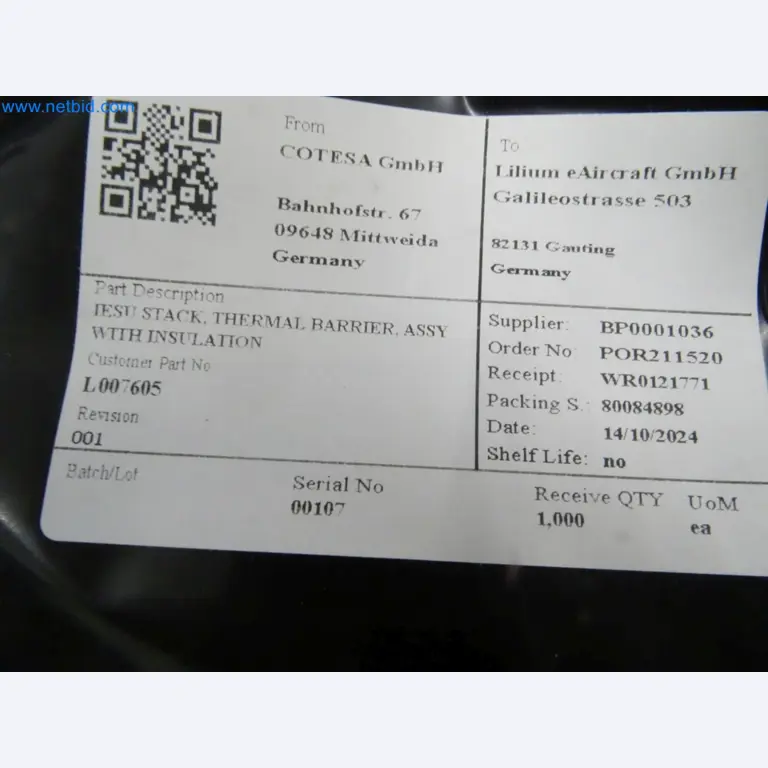 www.netbid.com
From
COTESA GmbH
Bahnhofstr. 67
09648 Mittweida
Germany
To
Lilium eAircraft GmbH
Galileostrasse 503
82131 Gauting
Germany
Part Description
IESU STACK, THERMAL BARRIER, ASSY
WITH INSULATION
Customer Part No
L007605
Revision
001
Supplier: BP0001036
Order No: POR211520
Receipt: WR0121771
Packing S.: 80084898
Date: 14/10/2024
Shelf Life: no
Batch/Lot
Serial No
00107
Receive QTY
1,000
UoM
ea